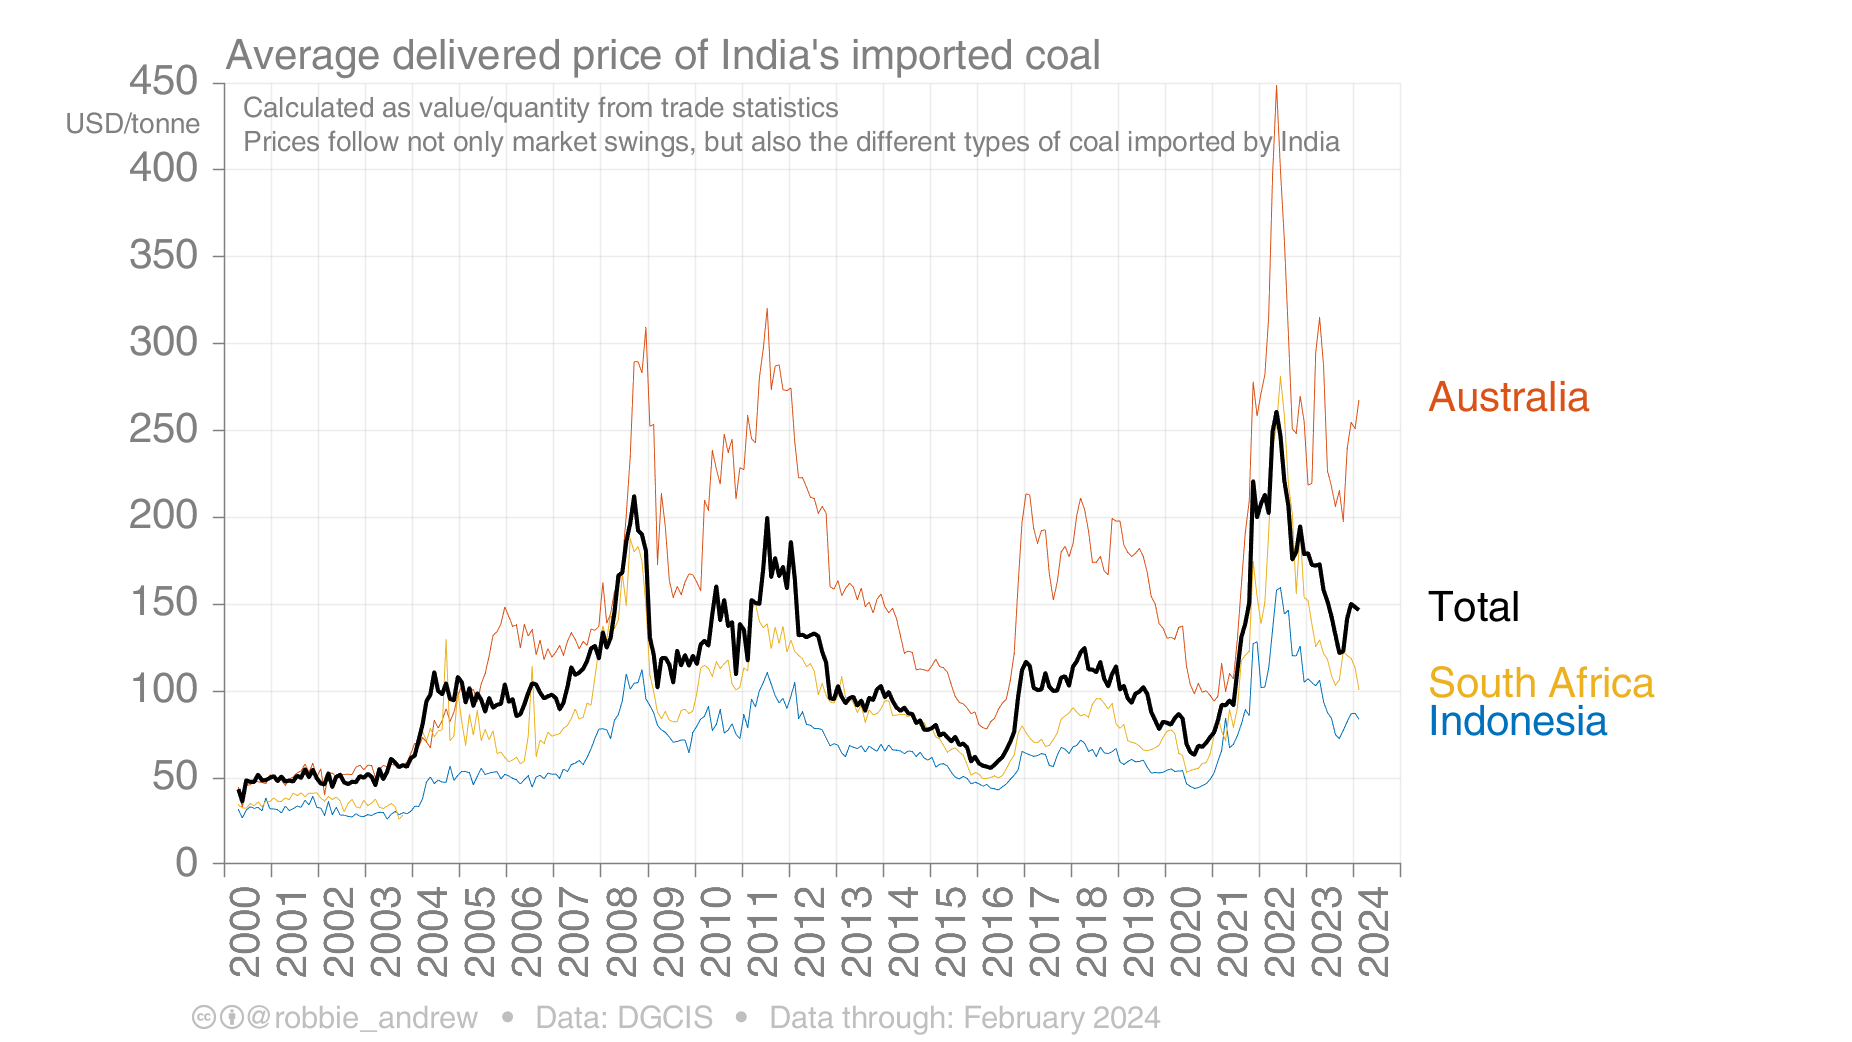 Average delivered price of India's imported coal
450
USD/tonne
Calculated as value/quantity from trade statistics
Prices follow not only market swings, but also the different types of coal imported by India
400
350
300
250
200
150
100
50
0
Australia
Total
South Africa
Indonesia
2000 2001 2002 2003 2004 2005 2006 2007 2008 2009 2010 2011 2012 2013 2014 2015 2016 2017 2018 2019 2020 2021 2022 2023 2024
cc @robbie_andrew • Data: DGCIS • Data through: February 2024